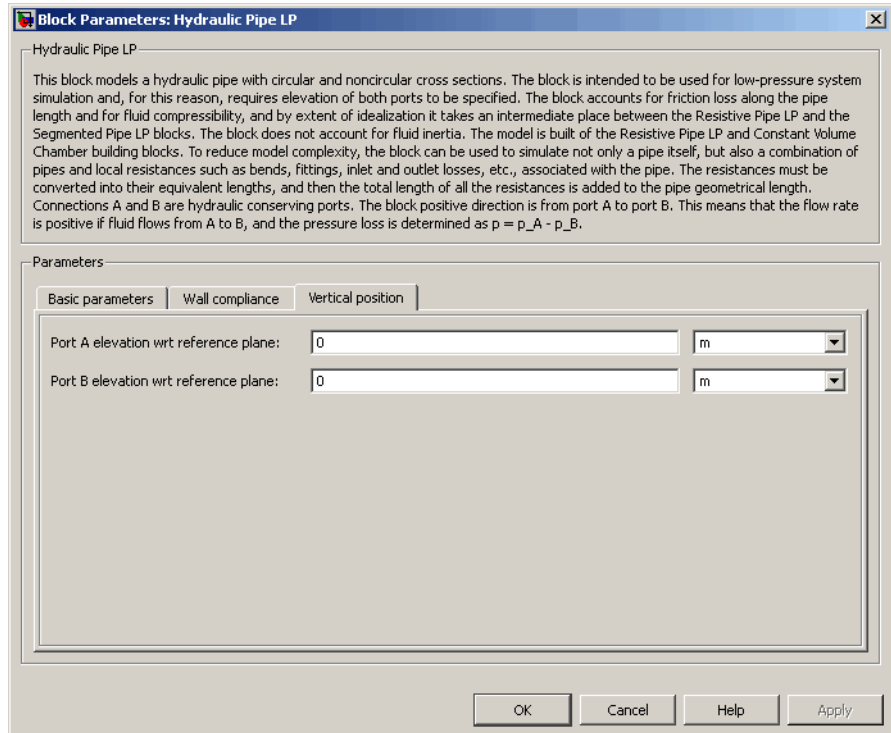 Block Parameters: Hydraulic Pipe LP
Hydraulic Pipe LP
This block models a hydraulic pipe with circular and noncircular cross sections. The block is intended to be used for low-pressure system
simulation and, for this reason, requires elevation of both ports to be specified. The block accounts for friction loss along the pipe
length and for fluid compressibility, and by extent of idealization it takes an intermediate place between the Resistive Pipe LP and the
Segmented Pipe LP blocks. The block does not account for fluid inertia. The model is built of the Resistive Pipe LP and Constant Volume
Chamber building blocks. To reduce model complexity, the block can be used to simulate not only a pipe itself, but also a combination of
pipes and local resistances such as bends, fittings, inlet and outlet losses, etc., associated with the pipe. The resistances must be
converted into their equivalent lengths, and then the total length of all the resistances is added to the pipe geometrical length.
Connections A and B are hydraulic conserving ports. The block positive direction is from port A to port B. This means that the flow rate
is positive if fluid flows from A to B, and the pressure loss is determined as p = p_A - p_B.
Parameters
Basic parameters Wall compliance Vertical position
Port A elevation wrt reference plane: 0 m
Port B elevation wrt reference plane: 0 m
OK Cancel Help Apply